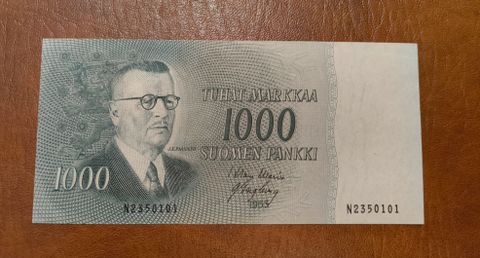 TUHAT MARKKAA
1000
SUOMEN PANKKI
1955
1000
N2350101
N2350101